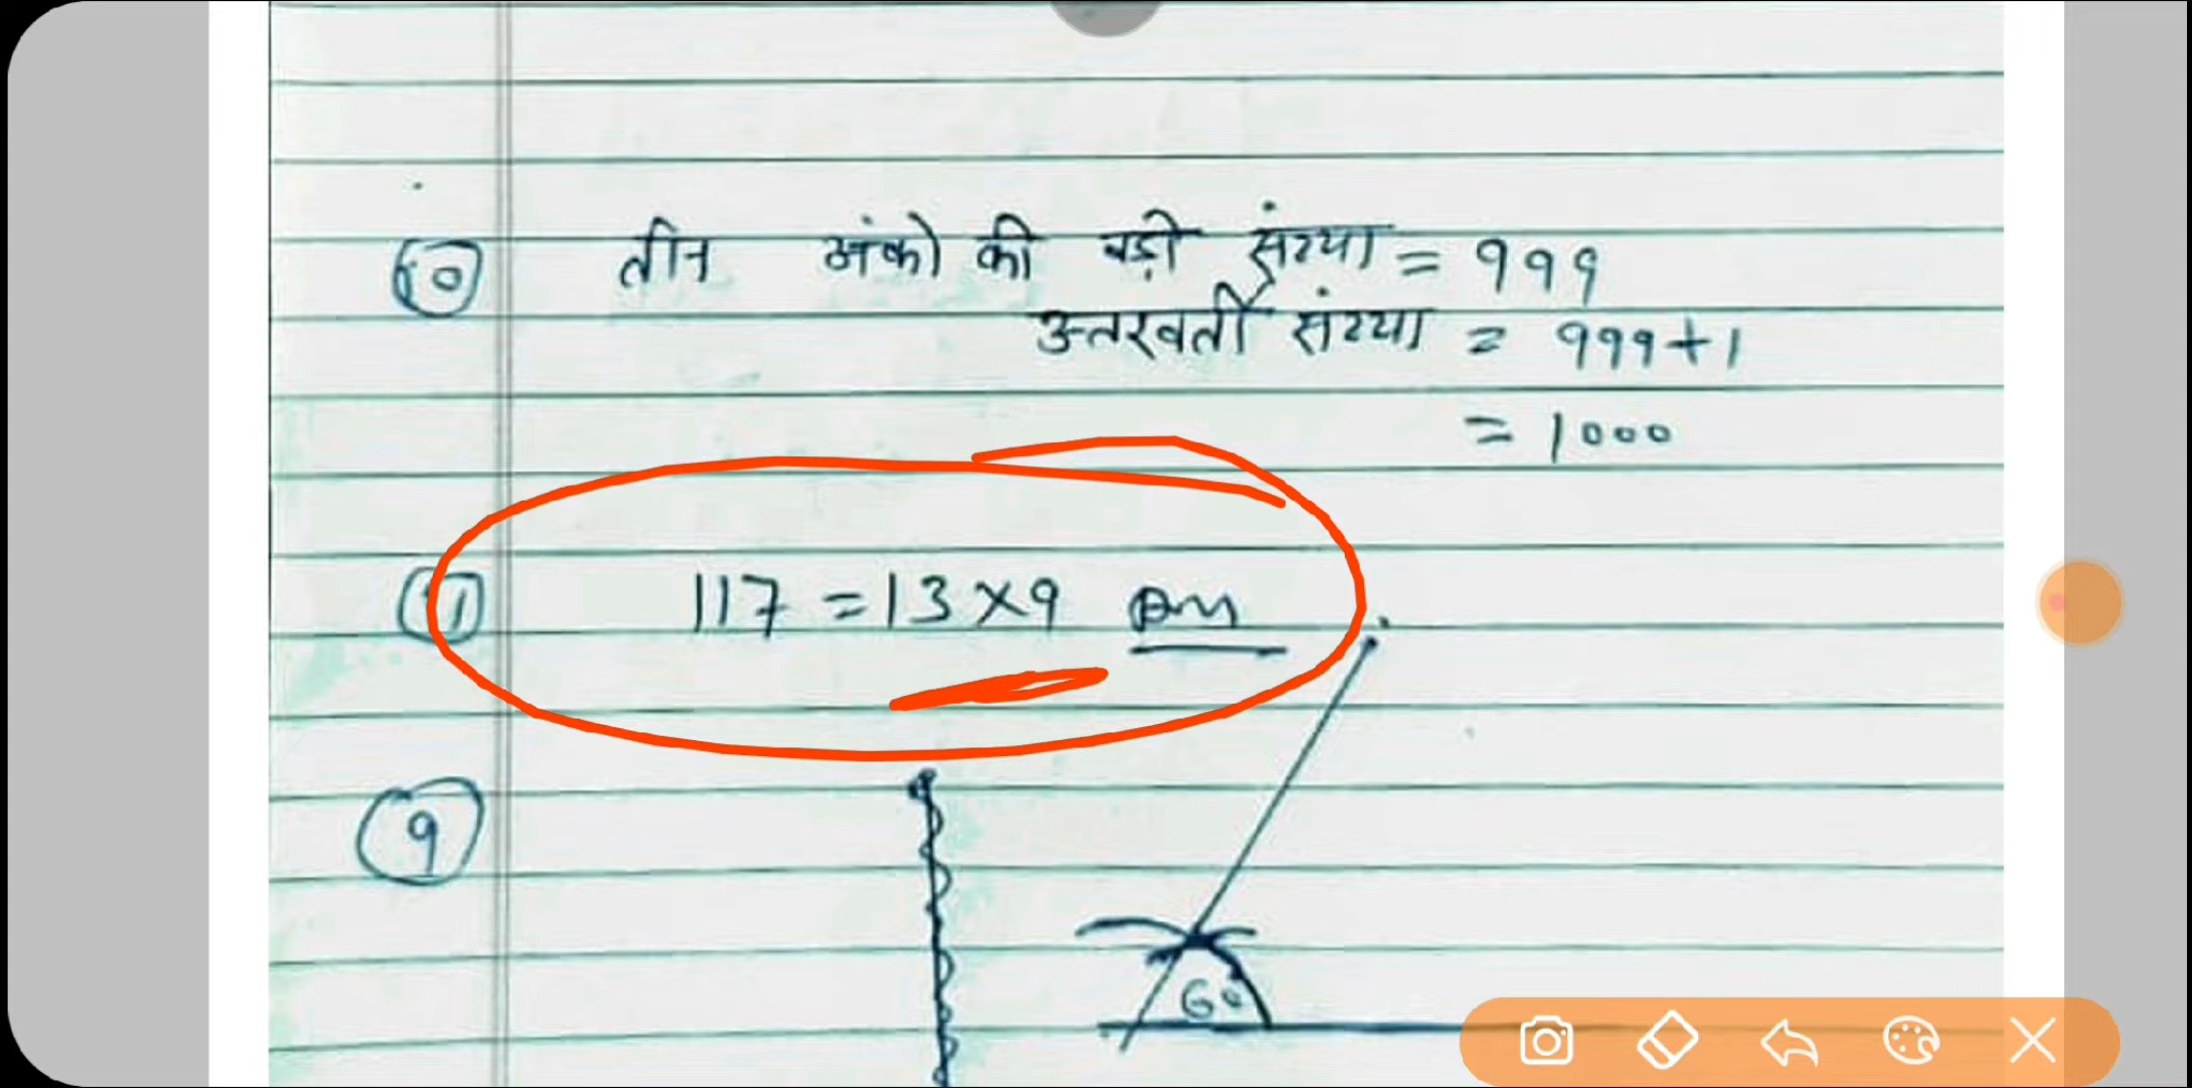 10 तीन अंको की बड़ी संख्या = 999
उत्तरवर्ती संख्या = 999+1
= 1000
11 117 = 13×9 Ans
9
60